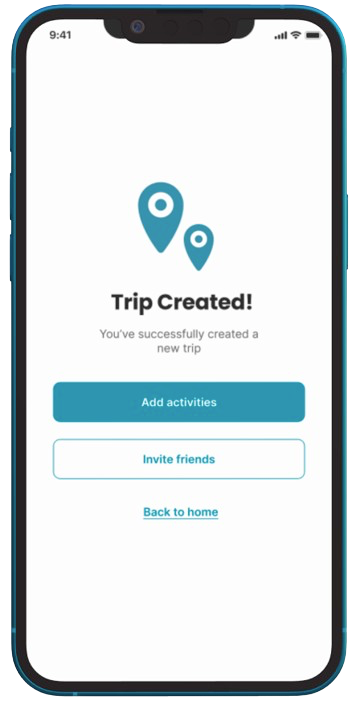 9:41
Trip Created!
You've successfully created a
new trip
Add activities
Invite friends
Back to home